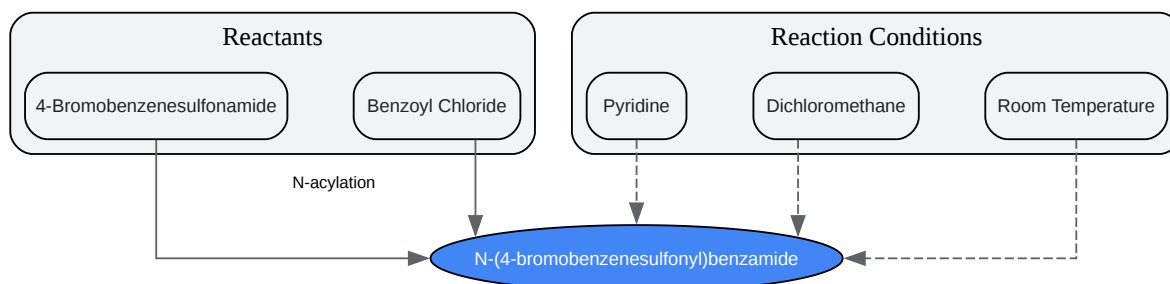 Reactants
Reaction Conditions
4-Bromobenzenesulfonamide
Benzoyl Chloride
Pyridine
Dichloromethane
Room Temperature
N-acylation
N-(4-bromobenzenesulfonyl)benzamide